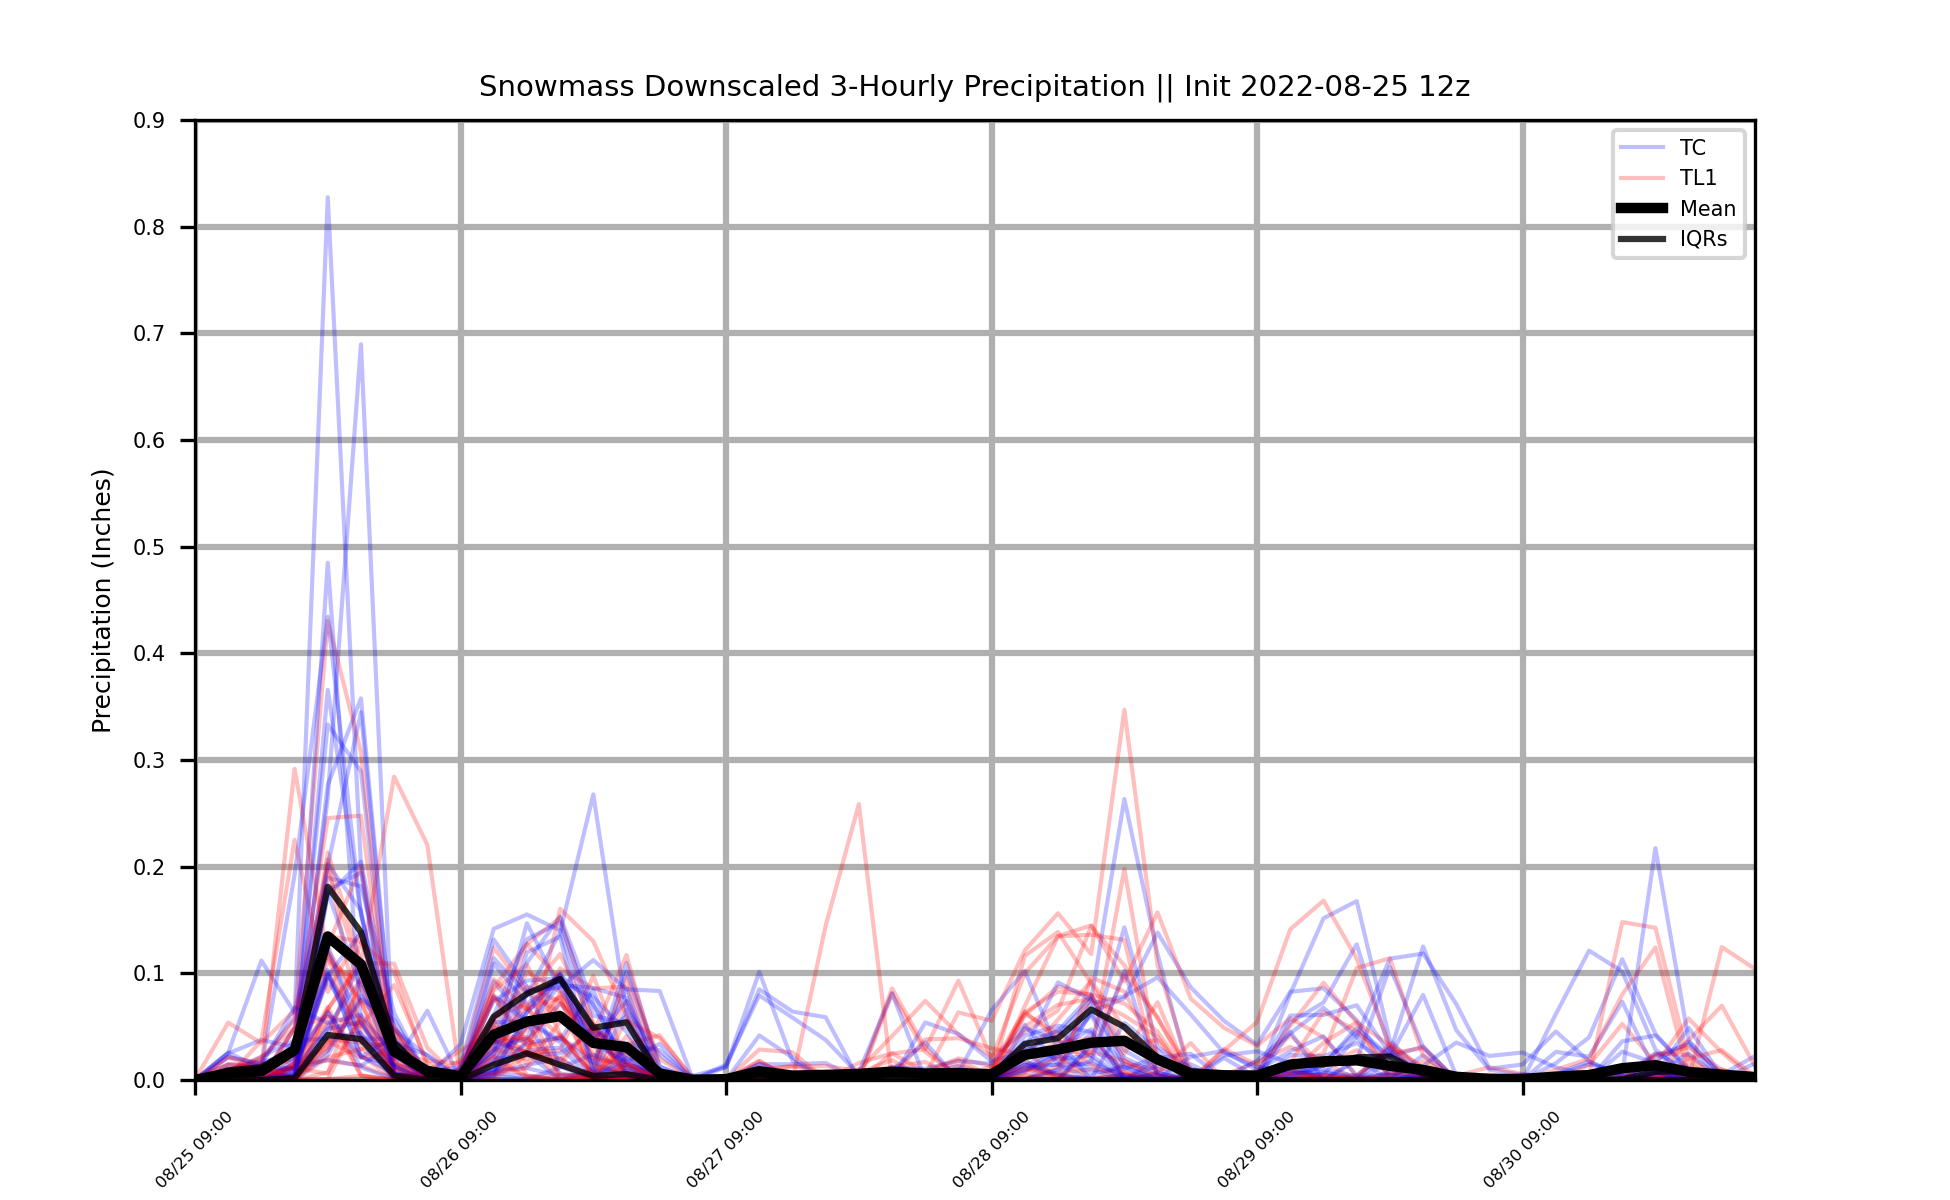 Snowmass Downscaled 3-Hourly Precipitation || Init 2022-08-25 12z
TC
TL1
Mean
IQRs
Precipitation (Inches)
0.9
0.8
0.7
0.6
0.5
0.4
0.3
0.2
0.1
0.0
08/25 09:00
08/26 09:00
08/27 09:00
08/28 09:00
08/29 09:00
08/30 09:00